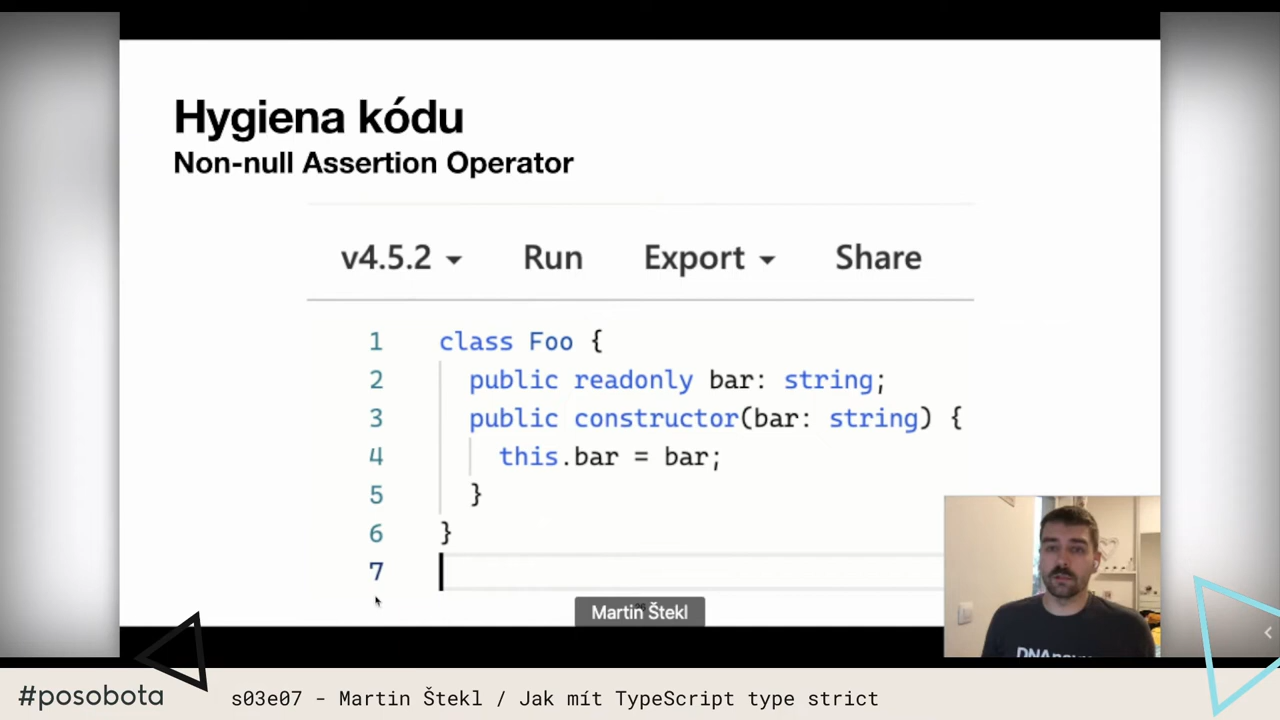 Hygiena kódu
Non-null Assertion Operator
v4.5.2 Run Export Share
1 class Foo {
2 public readonly bar: string;
3 public constructor(bar: string) {
4 this.bar = bar;
5 }
6 }
7
Martin Štekl
#posobota s03e07 - Martin Štekl / Jak mít TypeScript type strict